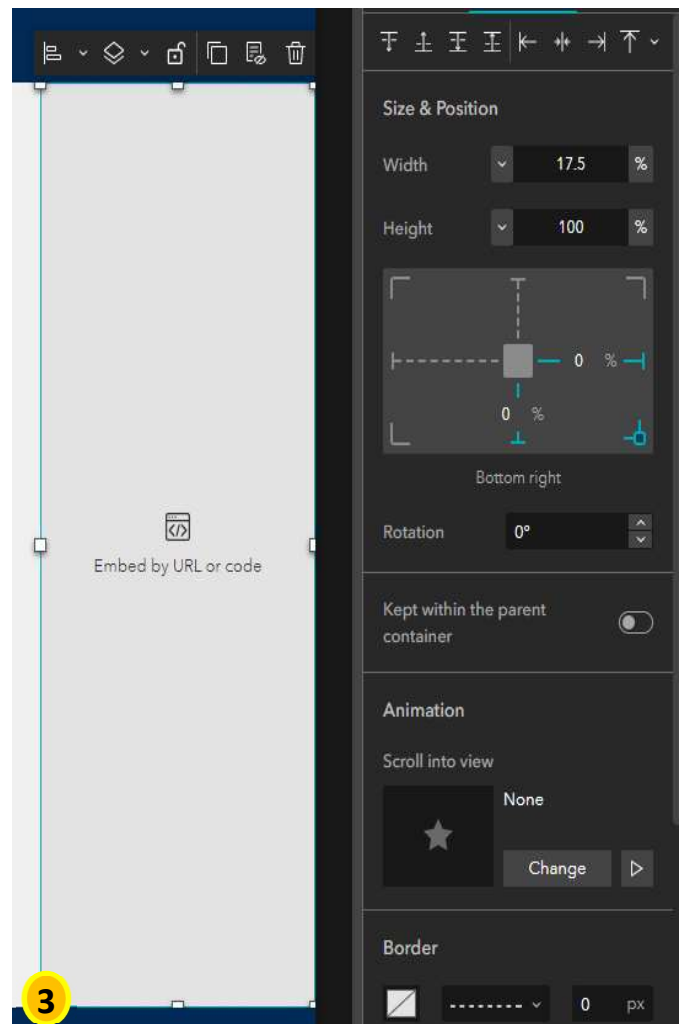 Size & Position
Width 17.5 %
Height 100 %
0 %
0 %
Bottom right
Rotation 0°
Kept within the parent
container
Animation
Scroll into view
None
Change
Border
0 px
</>
Embed by URL or code
3